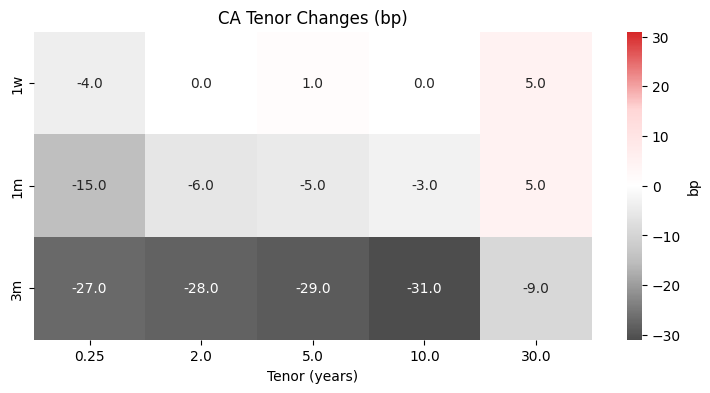 CA Tenor Changes (bp)
1w -4.0 0.0 1.0 0.0 5.0
1m -15.0 -6.0 -5.0 -3.0 5.0
3m -27.0 -28.0 -29.0 -31.0 -9.0
0.25 2.0 5.0 10.0 30.0
Tenor (years)
30
20
10
0
−10
−20
−30
bp